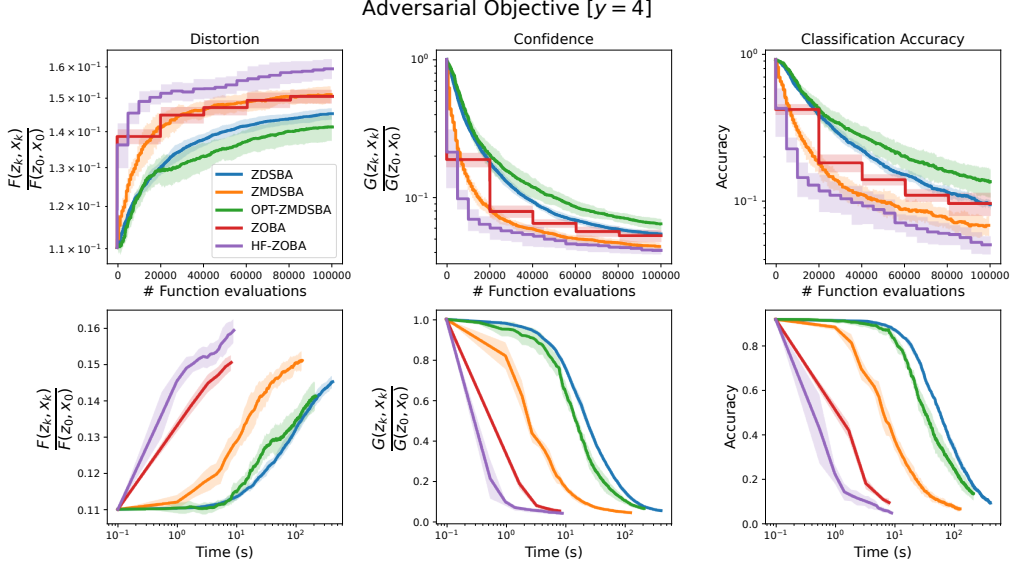 Adversarial Objective [y = 4]
Distortion
Confidence
Classification Accuracy
F(z_k, x_k)
F(z_0, x_0)
1.6 × 10⁻¹
1.5 × 10⁻¹
1.4 × 10⁻¹
1.3 × 10⁻¹
1.2 × 10⁻¹
1.1 × 10⁻¹
ZDSBA
ZMDSBA
OPT-ZMDSBA
ZOBA
HF-ZOBA
0 20000 40000 60000 80000 100000
# Function evaluations
G(z_k, x_k)
G(z_0, x_0)
10⁰
10⁻¹
0 20000 40000 60000 80000 100000
# Function evaluations
Accuracy
10⁰
10⁻¹
0 20000 40000 60000 80000 100000
# Function evaluations
F(z_k, x_k)
F(z_0, x_0)
0.16
0.15
0.14
0.13
0.12
0.11
10⁻¹ 10⁰ 10¹ 10²
Time (s)
G(z_k, x_k)
G(z_0, x_0)
1.0
0.8
0.6
0.4
0.2
0.0
10⁻¹ 10⁰ 10¹ 10²
Time (s)
Accuracy
0.8
0.6
0.4
0.2
0.0
10⁻¹ 10⁰ 10¹ 10²
Time (s)